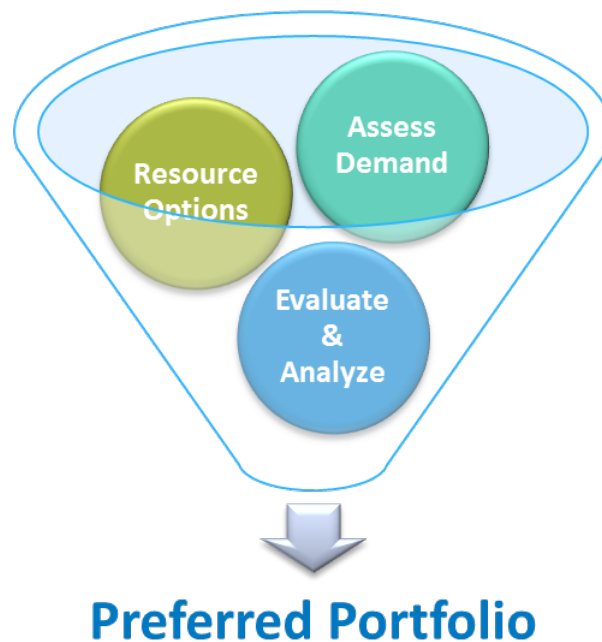 Assess
Demand
Resource
Options
Evaluate
&
Analyze
Preferred Portfolio